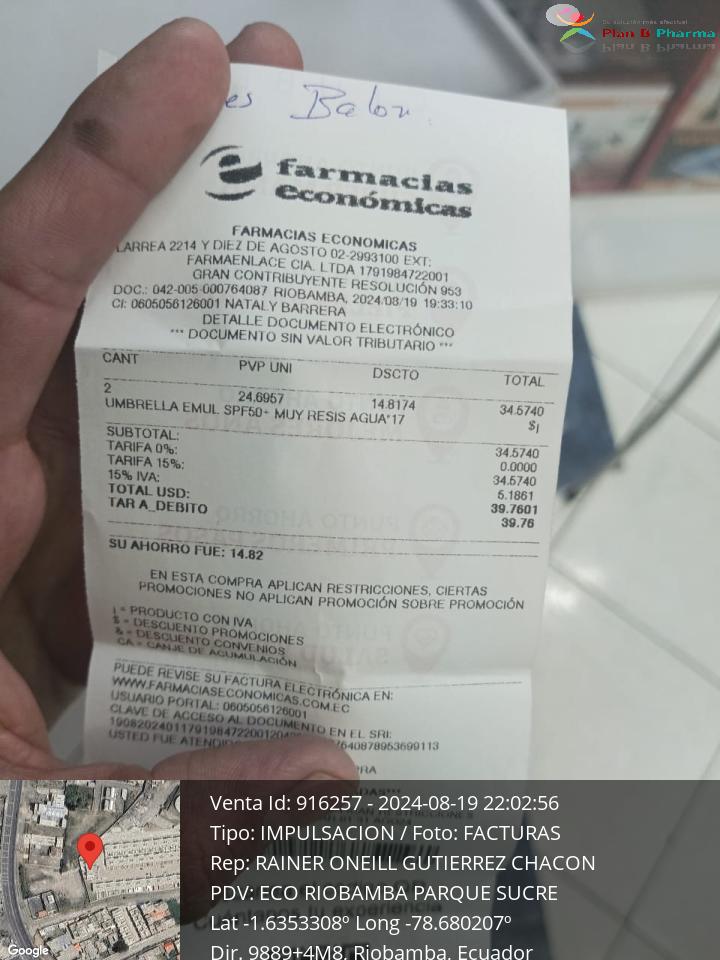 Su solución más efectiva!
Plan B Pharma
es Balon.
farmacias
económicas
FARMACIAS ECONOMICAS
LARREA 2214 Y DIEZ DE AGOSTO 02-2993100 EXT:
FARMAENLACE CIA. LTDA 1791984722001
GRAN CONTRIBUYENTE RESOLUCIÓN 953
DOC.: 042-005-000764087 RIOBAMBA, 2024/08/19 19:33:10
CI: 0605056126001 NATALY BARRERA
DETALLE DOCUMENTO ELECTRÓNICO
*** DOCUMENTO SIN VALOR TRIBUTARIO ***
CANT PVP UNI DSCTO TOTAL
2 24.6957 14.8174 34.5740
UMBRELLA EMUL SPF50+ MUY RESIS AGUA*17 $¡
SUBTOTAL: 34.5740
TARIFA 0%: 0.0000
TARIFA 15%: 34.5740
15% IVA: 5.1861
TOTAL USD: 39.7601
TAR A_DEBITO 39.76
SU AHORRO FUE: 14.82
EN ESTA COMPRA APLICAN RESTRICCIONES, CIERTAS
PROMOCIONES NO APLICAN PROMOCIÓN SOBRE PROMOCIÓN
¡ = PRODUCTO CON IVA
$ = DESCUENTO PROMOCIONES
& = DESCUENTO CONVENIOS
CA = CANJE DE ACUMULACIÓN
PUEDE REVISE SU FACTURA ELECTRÓNICA EN:
WWW.FARMACIASECONOMICAS.COM.EC
USUARIO PORTAL: 0605056126001
CLAVE DE ACCESO AL DOCUMENTO EN EL SRI:
USTED FUE
Venta Id: 916257 - 2024-08-19 22:02:56
Tipo: IMPULSACION / Foto: FACTURAS
Rep: RAINER ONEILL GUTIERREZ CHACON
PDV: ECO RIOBAMBA PARQUE SUCRE
Lat -1.6353308º Long -78.680207º
Dir. 9889+4M8, Riobamba, Ecuador
Google